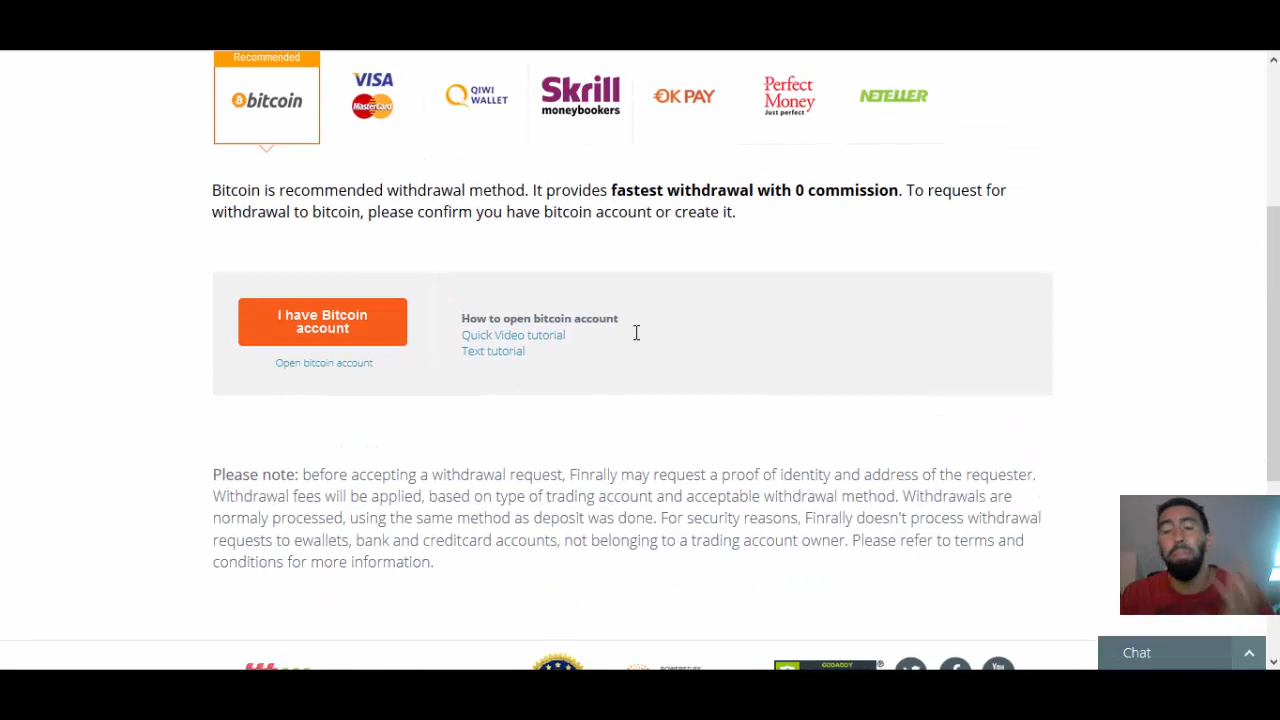 Recommended
bitcoin
VISA
MasterCard
QIWI
WALLET
Skrill
moneybookers
OKPAY
Perfect
Money
Just perfect
NETELLER
Bitcoin is recommended withdrawal method. It provides fastest withdrawal with 0 commission. To request for
withdrawal to bitcoin, please confirm you have bitcoin account or create it.
I have Bitcoin
account
Open bitcoin account
How to open bitcoin account
Quick Video tutorial
Text tutorial
Please note: before accepting a withdrawal request, Finrally may request a proof of identity and address of the requester.
Withdrawal fees will be applied, based on type of trading account and acceptable withdrawal method. Withdrawals are
normaly processed, using the same method as deposit was done. For security reasons, Finrally doesn't process withdrawal
requests to ewallets, bank and creditcard accounts, not belonging to a trading account owner. Please refer to terms and
conditions for more information.
POWERED BY
GODADDY
You
Chat